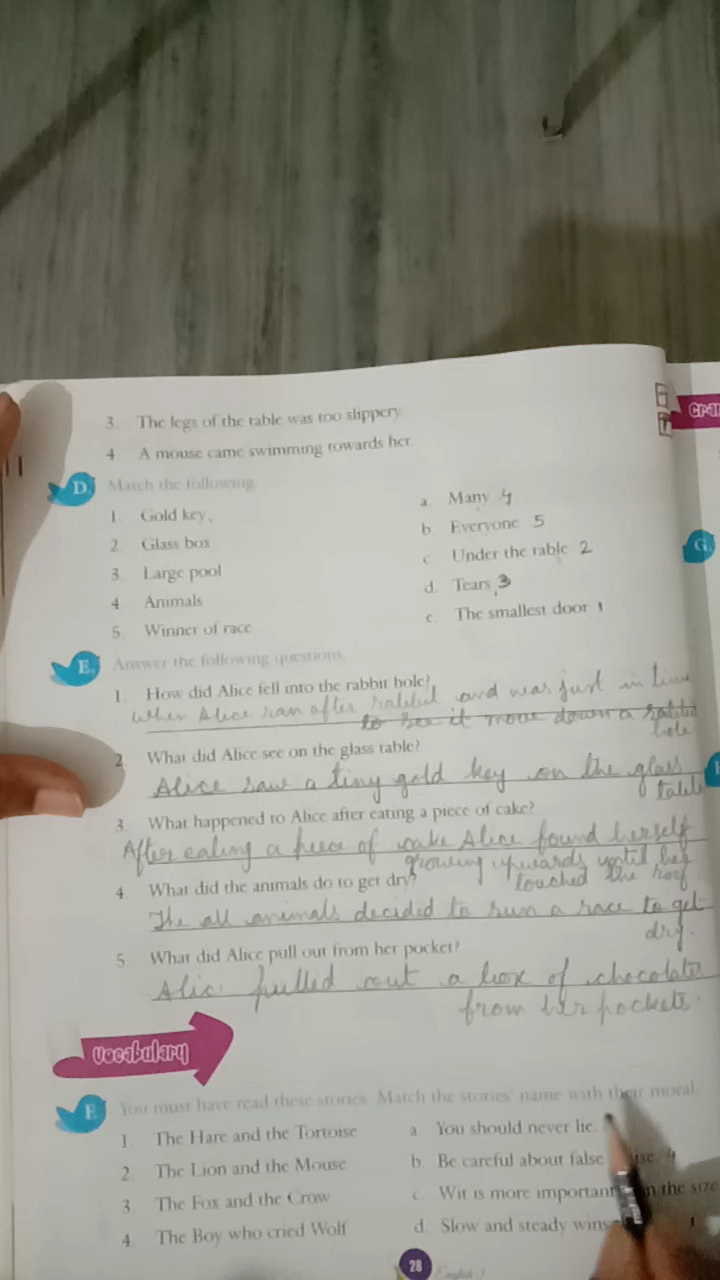 3. The legs of the table was too slippery.
4. A mouse came swimming towards her.
D. Match the following.
1. Gold key,
a. Many 4
2. Glass box
b. Everyone 5
3. Large pool
c. Under the table 2
4. Animals
d. Tears 3
5. Winner of race
e. The smallest door 1
G.
E. Answer the following questions.
1. How did Alice fell into the rabbit hole?
When Alice ran after and was just in time
to see it move down a
hole
2. What did Alice see on the glass table?
Alice saw a tiny gold key on the glass
table
3. What happened to Alice after eating a piece of cake?
After eating a piece of cake Alice found herself
growing upwards until her
touched the roof
4. What did the animals do to get dry?
The all animals decided to run a race to get
dry.
5. What did Alice pull out from her pocket?
Alic pulled out a box of chocolates
from her pockets.
Vocabulary
F. You must have read these stories. Match the stories' name with their moral.
1. The Hare and the Tortoise
a. You should never lie.
2. The Lion and the Mouse
b. Be careful about false
3. The Fox and the Crow
c. Wit is more important the size
4. The Boy who cried Wolf
d. Slow and steady wins
28